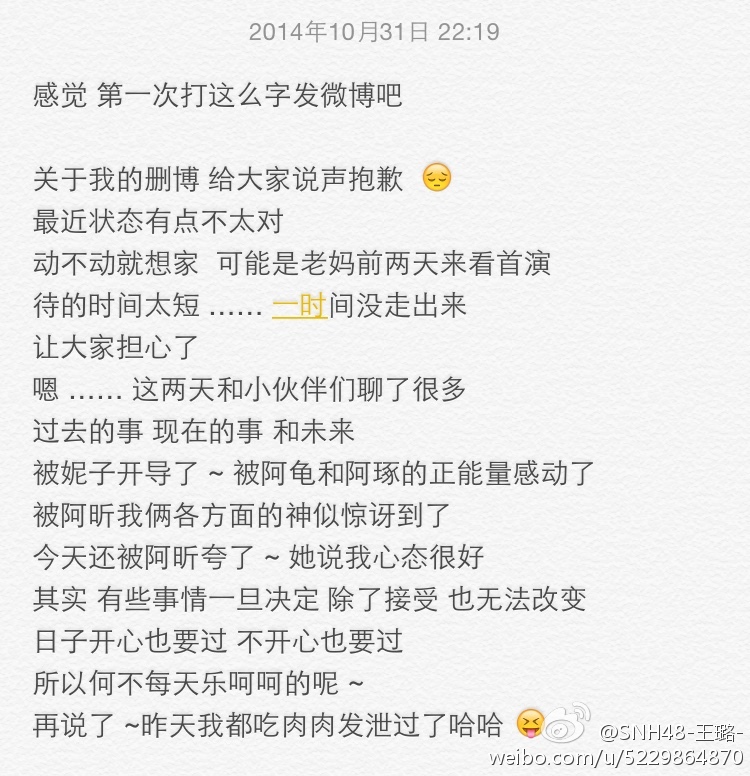 2014年10月31日 22:19
感觉 第一次打这么字发微博吧
关于我的删博 给大家说声抱歉 😔
最近状态有点不太对
动不动就想家 可能是老妈前两天来看首演
待的时间太短 …… 一时间没走出来
让大家担心了
嗯 …… 这两天和小伙伴们聊了很多
过去的事 现在的事 和未来
被妮子开导了 ~ 被阿龟和阿琢的正能量感动了
被阿昕我俩各方面的神似惊讶到了
今天还被阿昕夸了 ~ 她说我心态很好
其实 有些事情一旦决定 除了接受 也无法改变
日子开心也要过 不开心也要过
所以何不每天乐呵呵的呢 ~
再说了 ~昨天我都吃肉肉发泄过了哈哈 😝
@SNH48-王璐-
weibo.com/u/5229864870